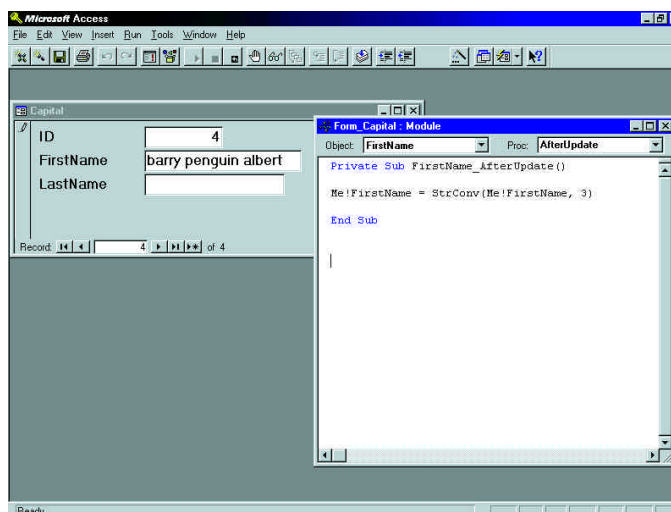 Microsoft Access
File Edit View Insert Run Tools Window Help
Capital
ID 4
FirstName barry penguin albert
LastName
Record: 4 of 4
Form_Capital : Module
Object: FirstName Proc: AfterUpdate
Private Sub FirstName_AfterUpdate()
Me!FirstName = StrConv(Me!FirstName, 3)
End Sub
Ready